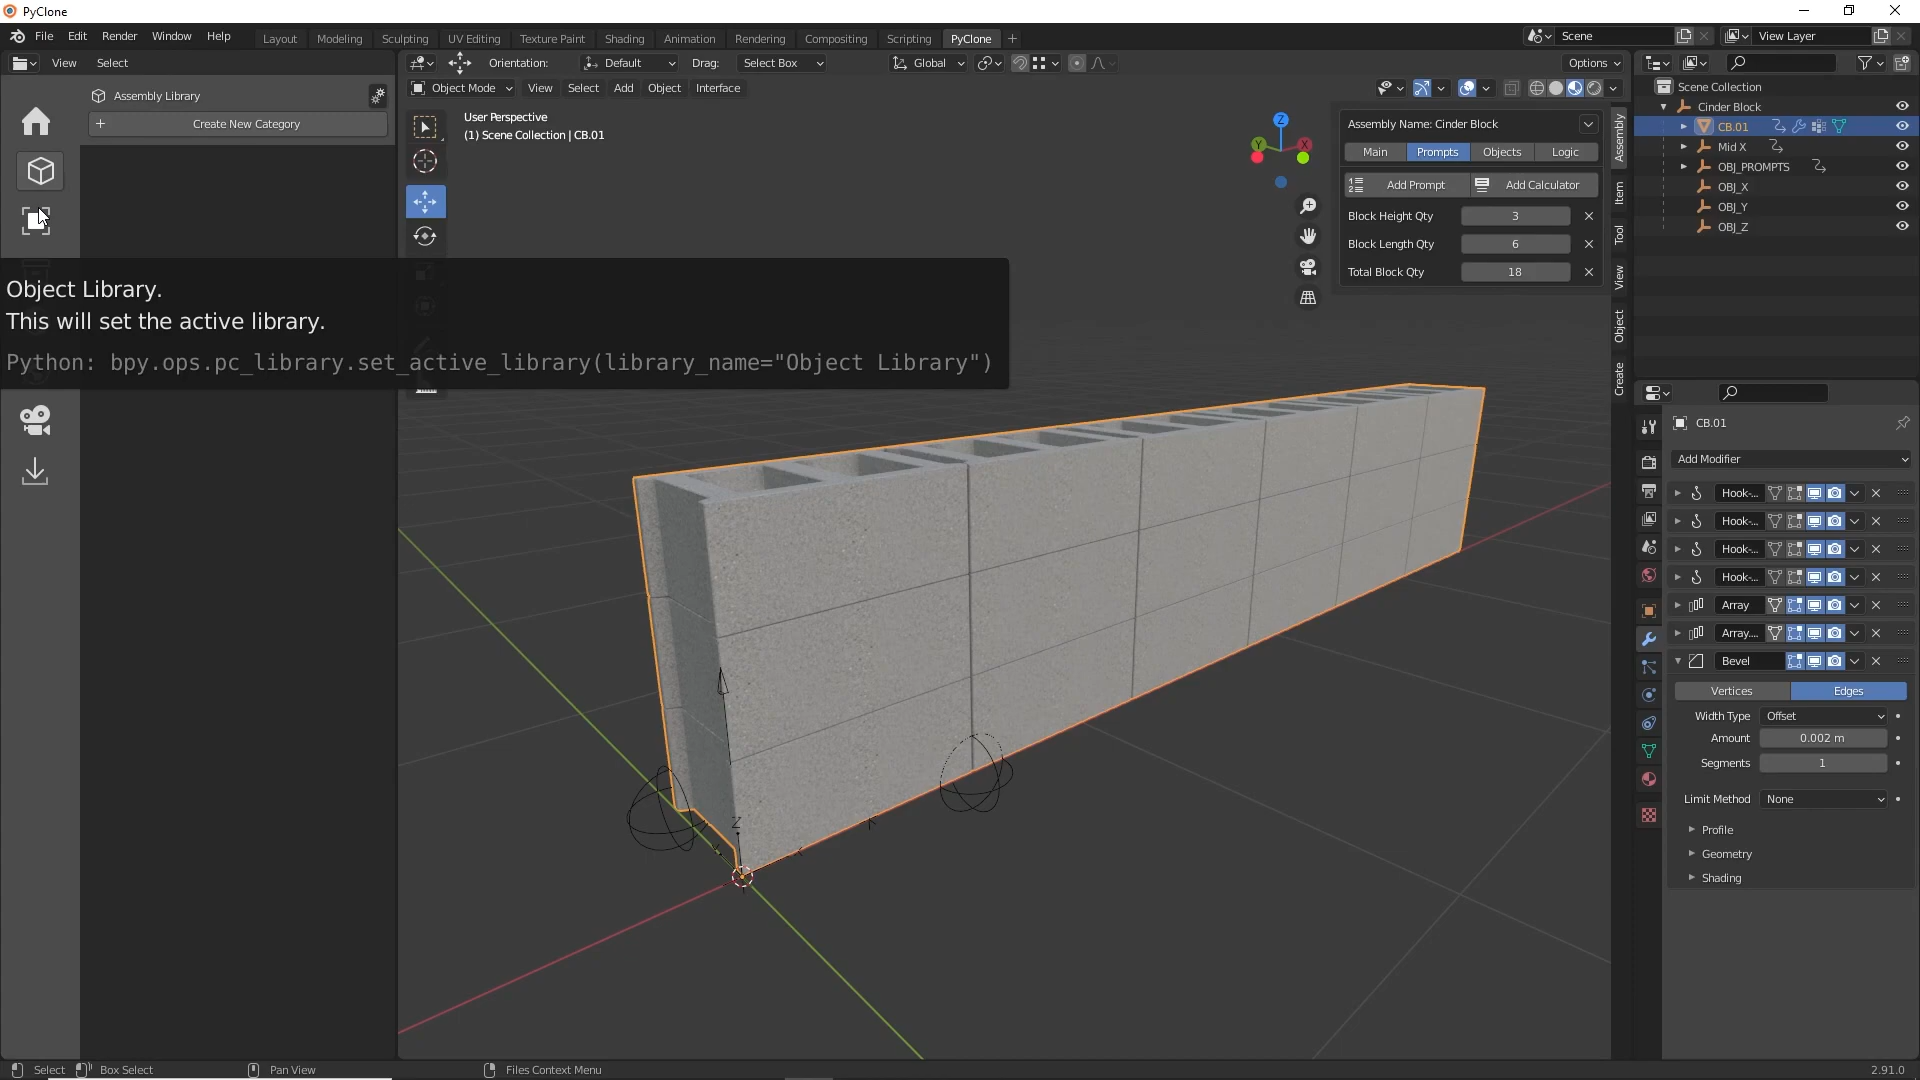 PyClone
File Edit Render Window Help
Layout Modeling Sculpting UV Editing Texture Paint Shading Animation Rendering Compositing Scripting PyClone +
Scene
View Layer
View Select
Orientation: Default Drag: Select Box
Global
Options
Object Mode View Select Add Object Interface
Assembly Library
+ Create New Category
User Perspective
(1) Scene Collection | CB.01
Object Library.
This will set the active library.
Python: bpy.ops.pc_library.set_active_library(library_name="Object Library")
Z
Y
X
Assembly Name: Cinder Block
Main Prompts Objects Logic
Add Prompt Add Calculator
Block Height Qty 3
Block Length Qty 6
Total Block Qty 18
Assembly
Item
Tool
View
Object
Create
Scene Collection
Cinder Block
CB.01
Mid X
OBJ_PROMPTS
OBJ_X
OBJ_Y
OBJ_Z
CB.01
Add Modifier
Hook-...
Hook-...
Hook-...
Hook-...
Array
Array....
Bevel
Vertices Edges
Width Type Offset
Amount 0.002 m
Segments 1
Limit Method None
Profile
Geometry
Shading
Z
Select Box Select Pan View Files Context Menu 2.91.0